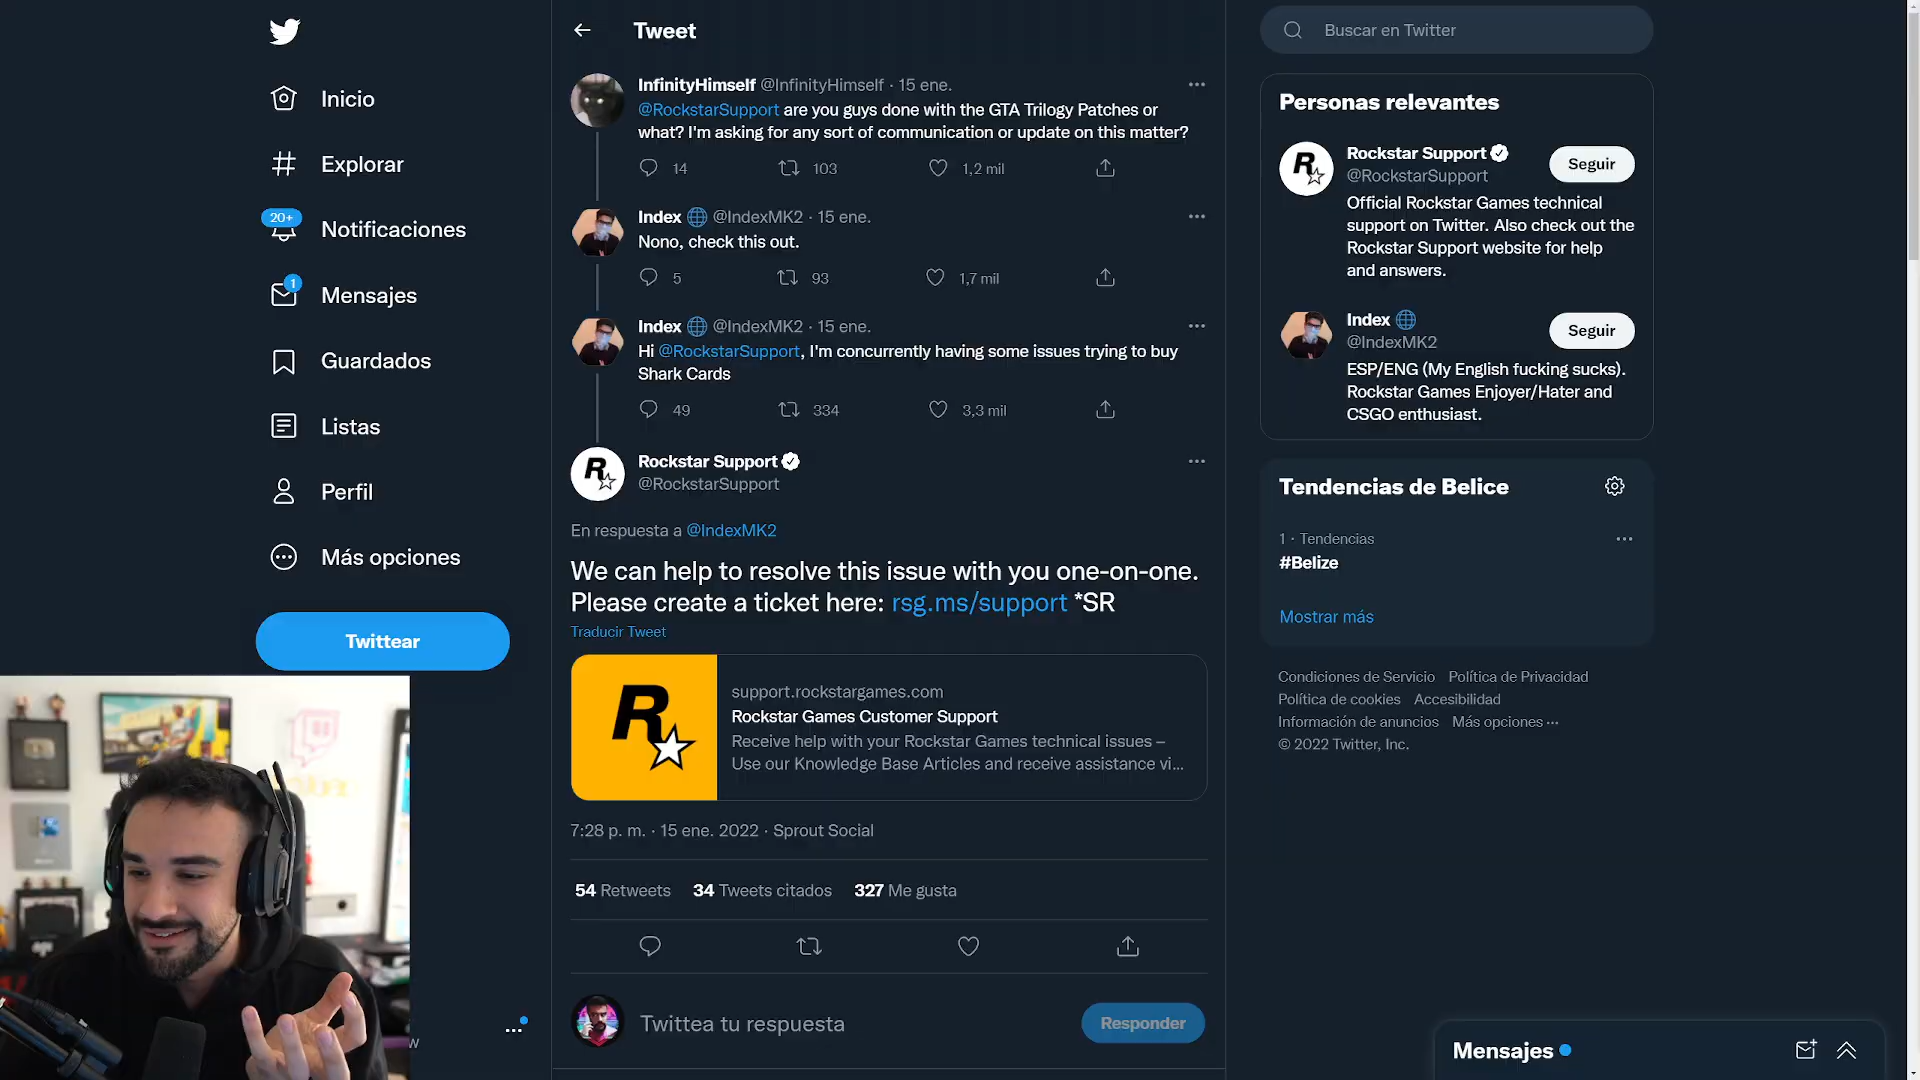 Inicio
Explorar
20+
Notificaciones
1
Mensajes
Guardados
Listas
Perfil
Más opciones
Twittear
Tweet
InfinityHimself @InfinityHimself · 15 ene.
@RockstarSupport are you guys done with the GTA Trilogy Patches or
what? I'm asking for any sort of communication or update on this matter?
14 103 1,2 mil
Index @IndexMK2 · 15 ene.
Nono, check this out.
5 93 1,7 mil
Index @IndexMK2 · 15 ene.
Hi @RockstarSupport, I'm concurrently having some issues trying to buy
Shark Cards
49 334 3,3 mil
Rockstar Support
@RockstarSupport
En respuesta a @IndexMK2
We can help to resolve this issue with you one-on-one.
Please create a ticket here: rsg.ms/support *SR
Traducir Tweet
R
support.rockstargames.com
Rockstar Games Customer Support
Receive help with your Rockstar Games technical issues –
Use our Knowledge Base Articles and receive assistance vi...
7:28 p. m. · 15 ene. 2022 · Sprout Social
54 Retweets 34 Tweets citados 327 Me gusta
Twittea tu respuesta
Responder
Buscar en Twitter
Personas relevantes
Rockstar Support
@RockstarSupport
Seguir
Official Rockstar Games technical
support on Twitter. Also check out the
Rockstar Support website for help
and answers.
Index
@IndexMK2
Seguir
ESP/ENG (My English fucking sucks).
Rockstar Games Enjoyer/Hater and
CSGO enthusiast.
Tendencias de Belice
1 · Tendencias
#Belize
Mostrar más
Condiciones de Servicio Política de Privacidad
Política de cookies Accesibilidad
Información de anuncios Más opciones ···
© 2022 Twitter, Inc.
Mensajes